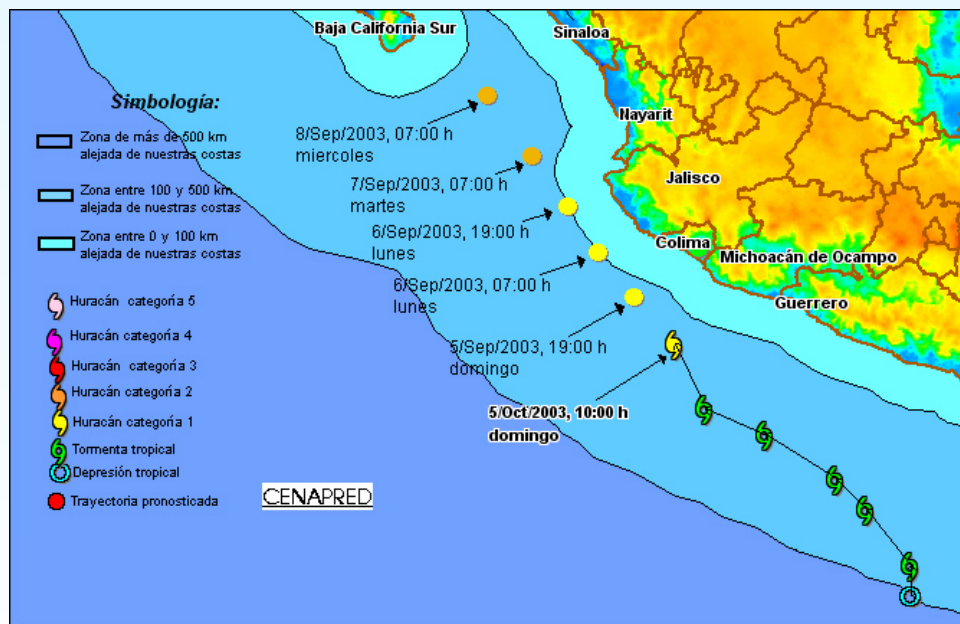 Baja California Sur
Sinaloa
Simbología:
Zona de más de 500 km
alejada de nuestras costas
Zona entre 100 y 500 km
alejada de nuestras costas
Zona entre 0 y 100 km
alejada de nuestras costas
8/Sep/2003, 07:00 h
miercoles
Nayarit
7/Sep/2003, 07:00 h
martes
Jalisco
6/Sep/2003, 19:00 h
lunes
Colima
Michoacán de Ocampo
6/Sep/2003, 07:00 h
lunes
Guerrero
5/Sep/2003, 19:00 h
domingo
5/Oct/2003, 10:00 h
domingo
Huracán categoría 5
Huracán categoría 4
Huracán categoría 3
Huracán categoría 2
Huracán categoría 1
Tormenta tropical
Depresión tropical
Trayectoria pronosticada
CENAPRED